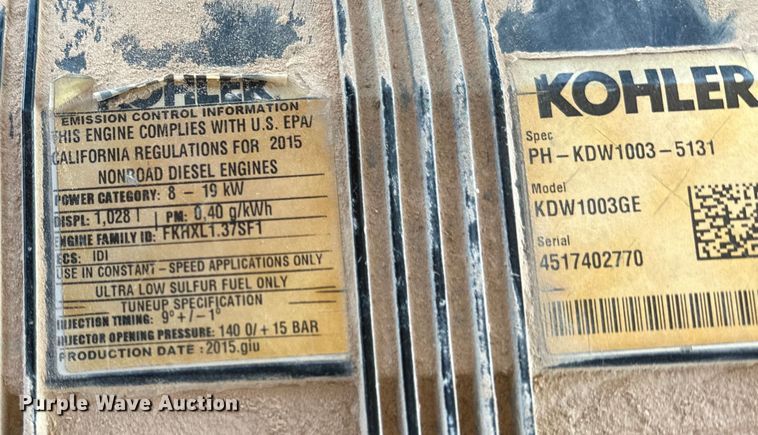 KOHLER
EMISSION CONTROL INFORMATION
THIS ENGINE COMPLIES WITH U.S. EPA/
CALIFORNIA REGULATIONS FOR 2015
NONROAD DIESEL ENGINES
POWER CATEGORY: 8 - 19 kW
DISPL: 1,028 l PM: 0,40 g/kWh
ENGINE FAMILY ID: FKHXL1.37SF1
ECS: IDI
USE IN CONSTANT - SPEED APPLICATIONS ONLY
ULTRA LOW SULFUR FUEL ONLY
TUNEUP SPECIFICATION
INJECTION TIMING: 9° +/- 1°
INJECTOR OPENING PRESSURE: 140 0/ + 15 BAR
PRODUCTION DATE : 2015.giu
KOHLER
Spec
PH - KDW1003 - 5131
Model
KDW1003GE
Serial
4517402770
Purple Wave Auction